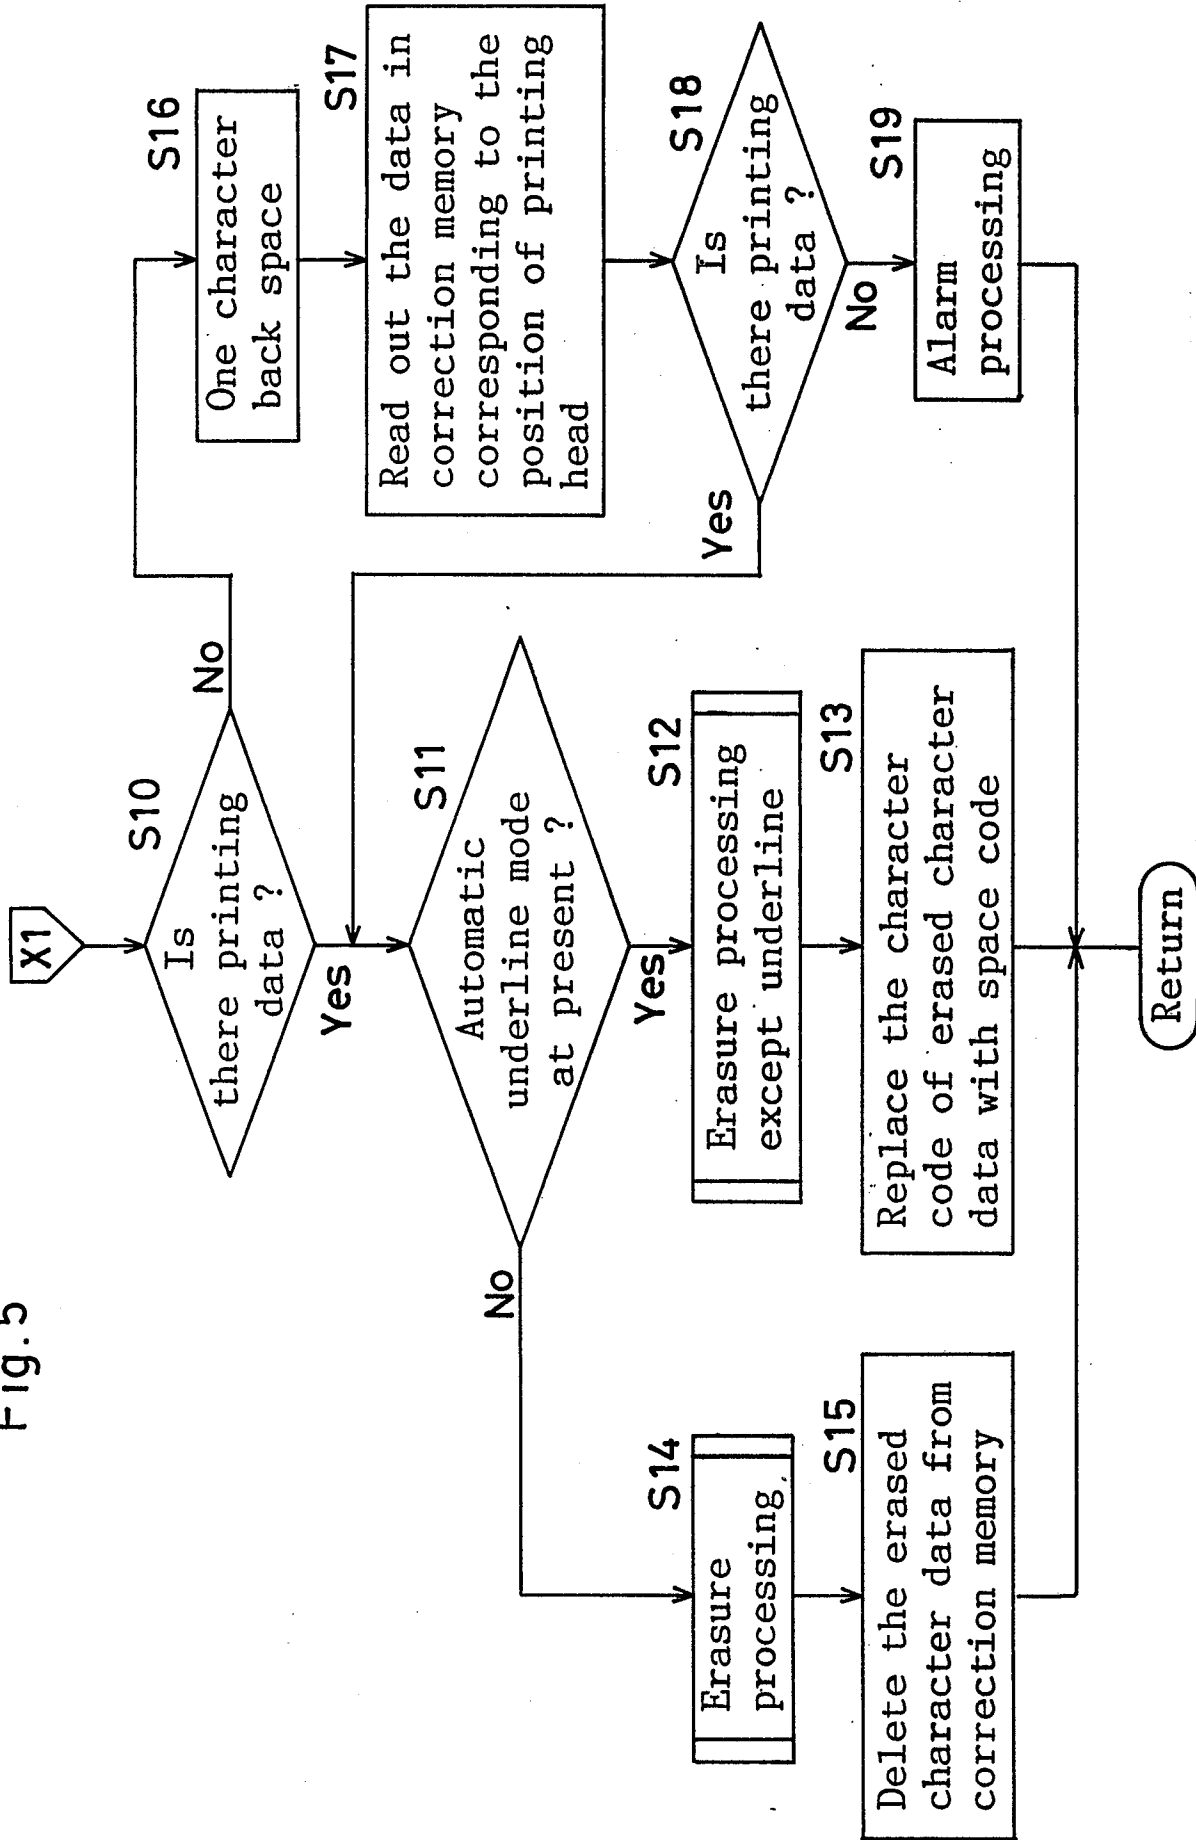 Fig. 5
X1
S10
Is
there printing
data ?
No
Yes
S11
Automatic
underline mode
at present ?
No
Yes
S12
Erasure processing
except underline
S13
Replace the character
code of erased character
data with space code
S14
Erasure
processing
S15
Delete the erased
character data from
correction memory
S16
One character
back space
S17
Read out the data in
correction memory
corresponding to the
position of printing
head
S18
Is
there printing
data ?
Yes
No
S19
Alarm
processing
Return